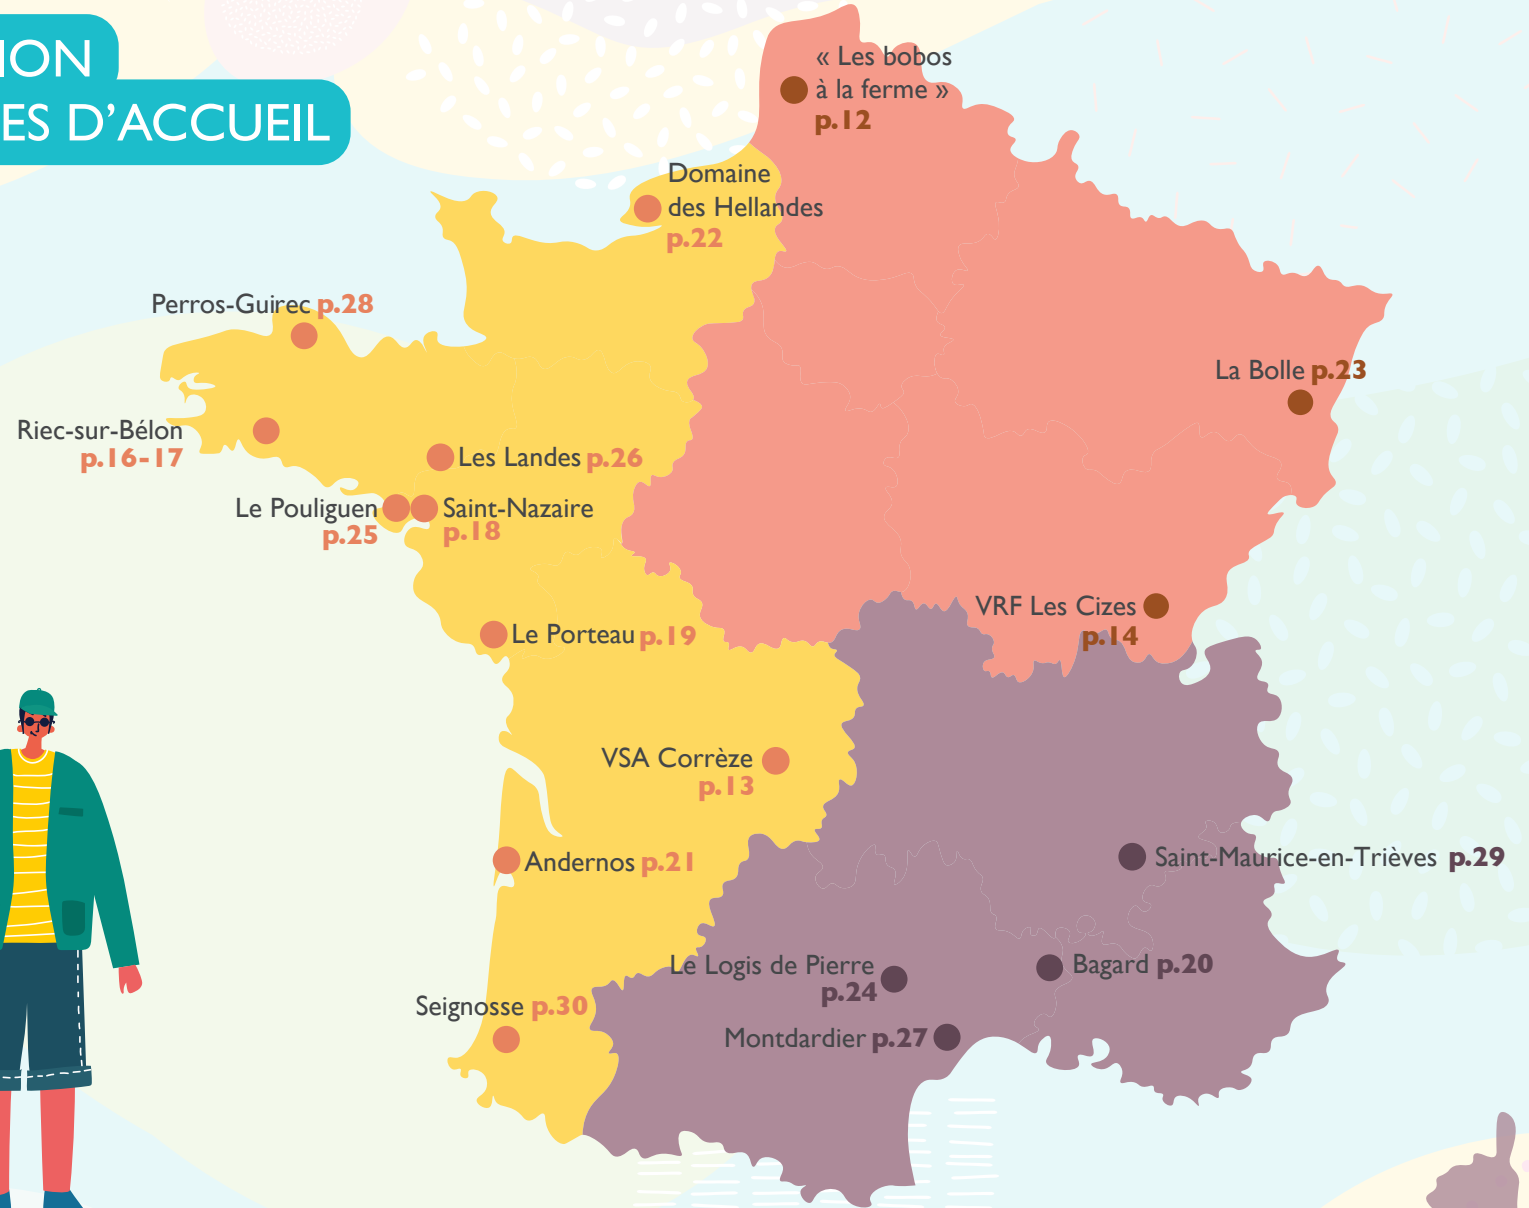 ION
ES D'ACCUEIL
« Les bobos
à la ferme »
p.12
Domaine
des Hellandes
p.22
Perros-Guirec p.28
La Bolle p.23
Riec-sur-Bélon
p.16-17
Les Landes p.26
Le Pouliguen
p.25
Saint-Nazaire
p.18
VRF Les Cizes
p.14
Le Porteau p.19
VSA Corrèze
p.13
Andernos p.21
Saint-Maurice-en-Trièves p.29
Le Logis de Pierre
p.24
Bagard p.20
Seignosse p.30
Montdardier p.27